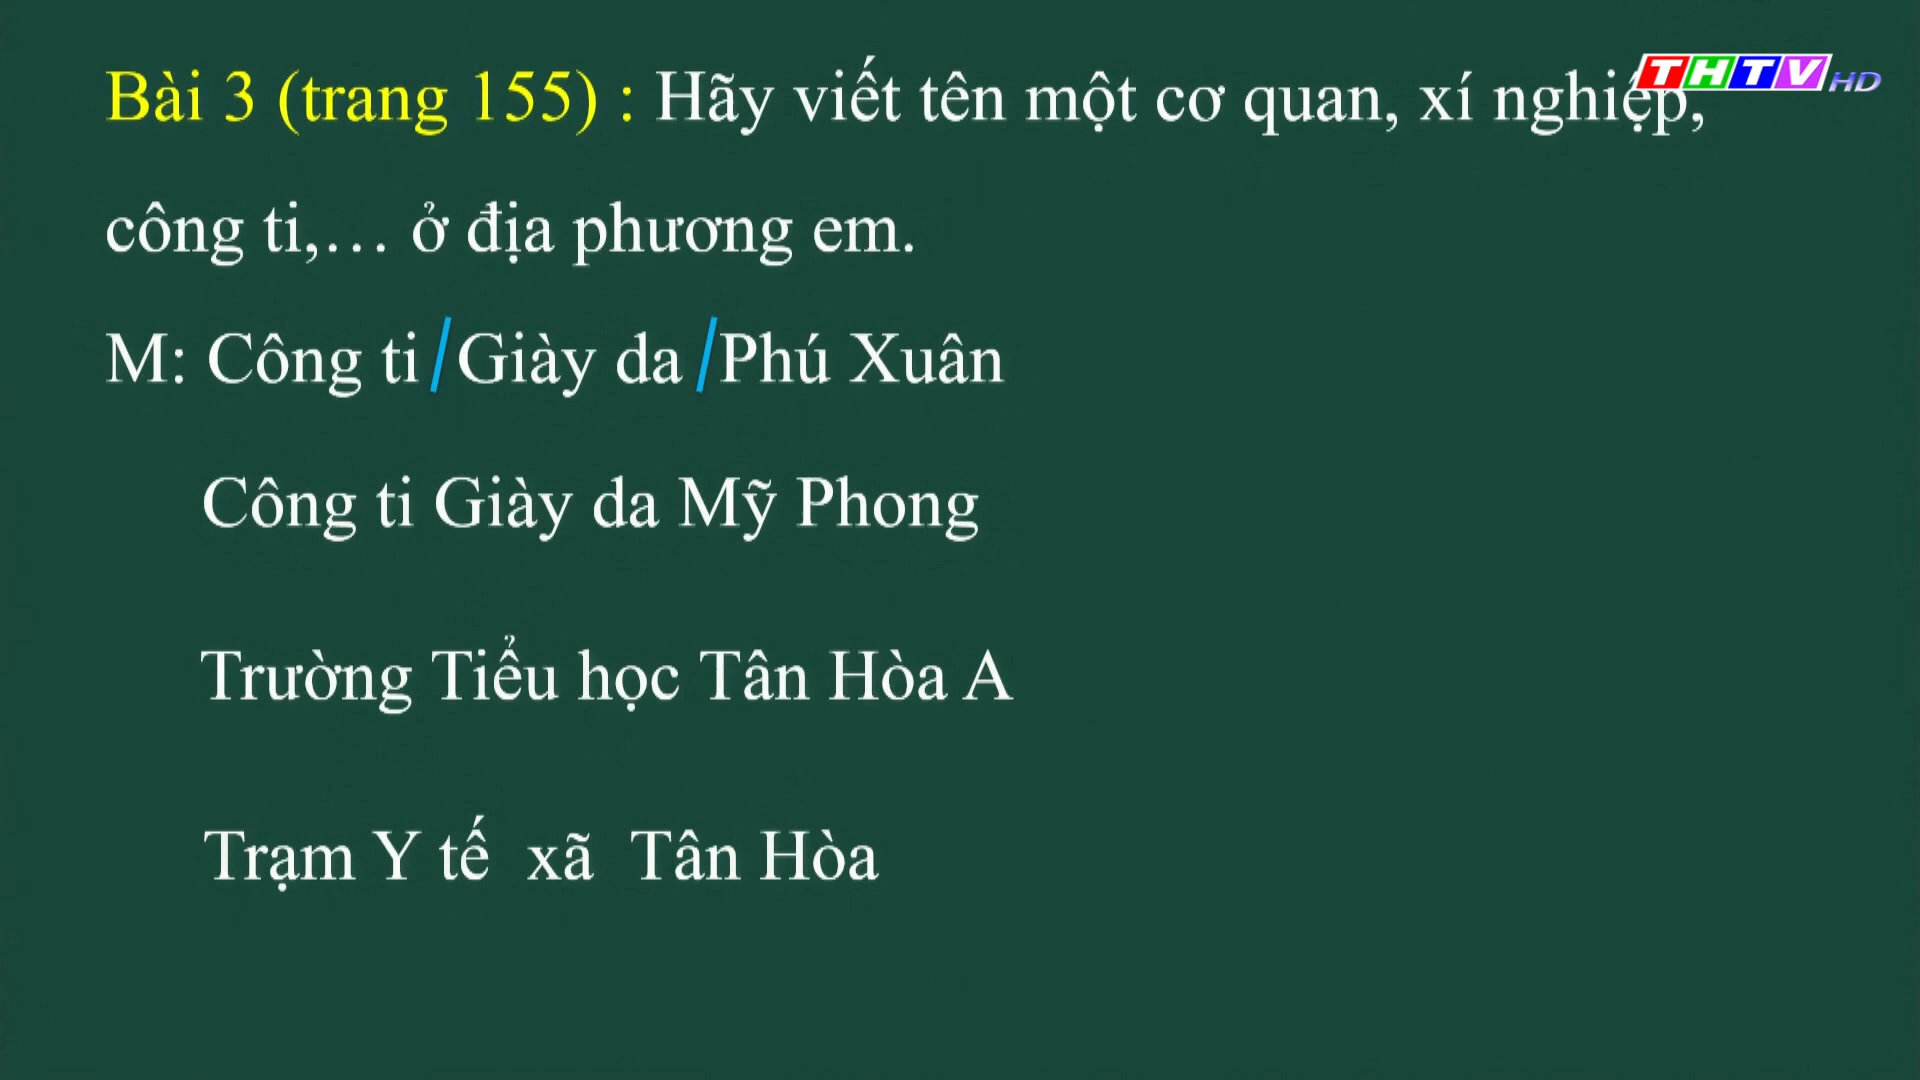 Bài 3 (trang 155) : Hãy viết tên một cơ quan, xí nghiệp,
THTV HD
công ti,… ở địa phương em.
M: Công ti/Giày da/Phú Xuân
Công ti Giày da Mỹ Phong
Trường Tiểu học Tân Hòa A
Trạm Y tế xã Tân Hòa